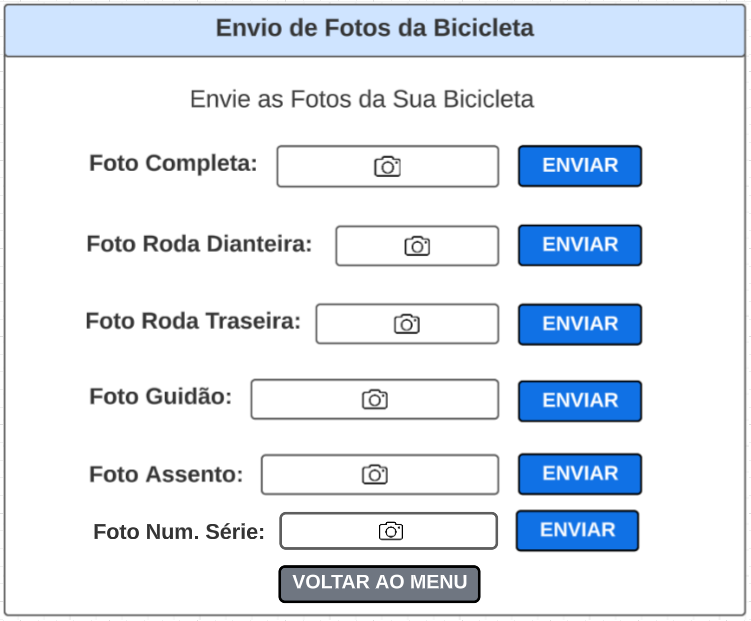 Envio de Fotos da Bicicleta
Envie as Fotos da Sua Bicicleta
Foto Completa: ENVIAR
Foto Roda Dianteira: ENVIAR
Foto Roda Traseira: ENVIAR
Foto Guidão: ENVIAR
Foto Assento: ENVIAR
Foto Num. Série: ENVIAR
VOLTAR AO MENU